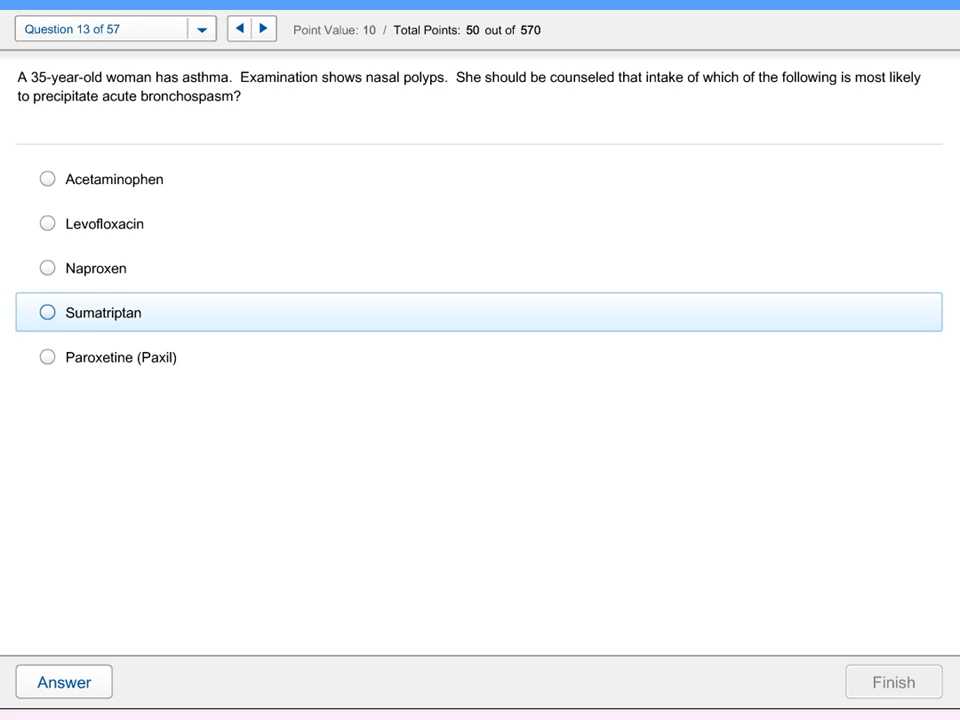 Question 13 of 57
Point Value: 10 / Total Points: 50 out of 570
A 35-year-old woman has asthma. Examination shows nasal polyps. She should be counseled that intake of which of the following is most likely
to precipitate acute bronchospasm?
Acetaminophen
Levofloxacin
Naproxen
Sumatriptan
Paroxetine (Paxil)
Answer
Finish